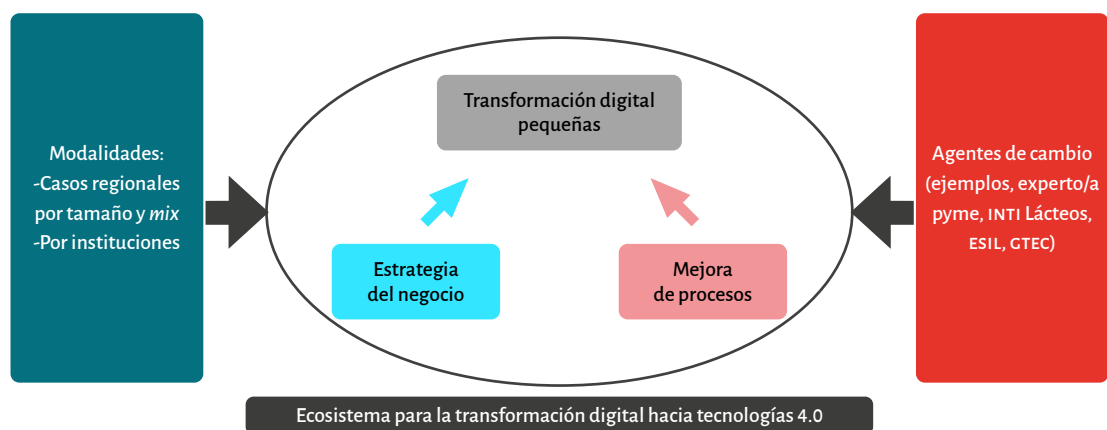 Modalidades:
-Casos regionales
por tamaño y mix
-Por instituciones
Transformación digital
pequeñas
Estrategia
del negocio
Mejora
de procesos
Agentes de cambio
(ejemplos, experto/a
pyme, INTI Lácteos,
ESIL, GTEC)
Ecosistema para la transformación digital hacia tecnologías 4.0